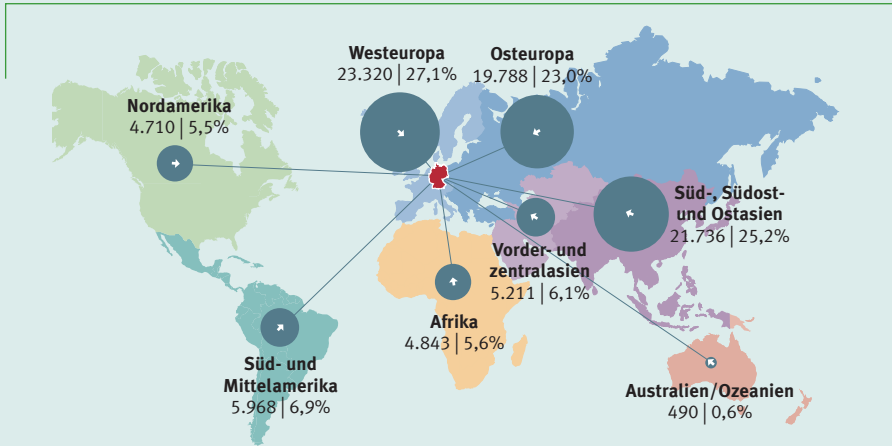 Westeuropa
23.320 | 27,1%
Osteuropa
19.788 | 23,0%
Nordamerika
4.710 | 5,5%
Süd-, Südost-
und Ostasien
21.736 | 25,2%
Vorder- und
zentralasien
5.211 | 6,1%
Afrika
4.843 | 5,6%
Süd- und
Mittelamerika
5.968 | 6,9%
Australien/Ozeanien
490 | 0,6%